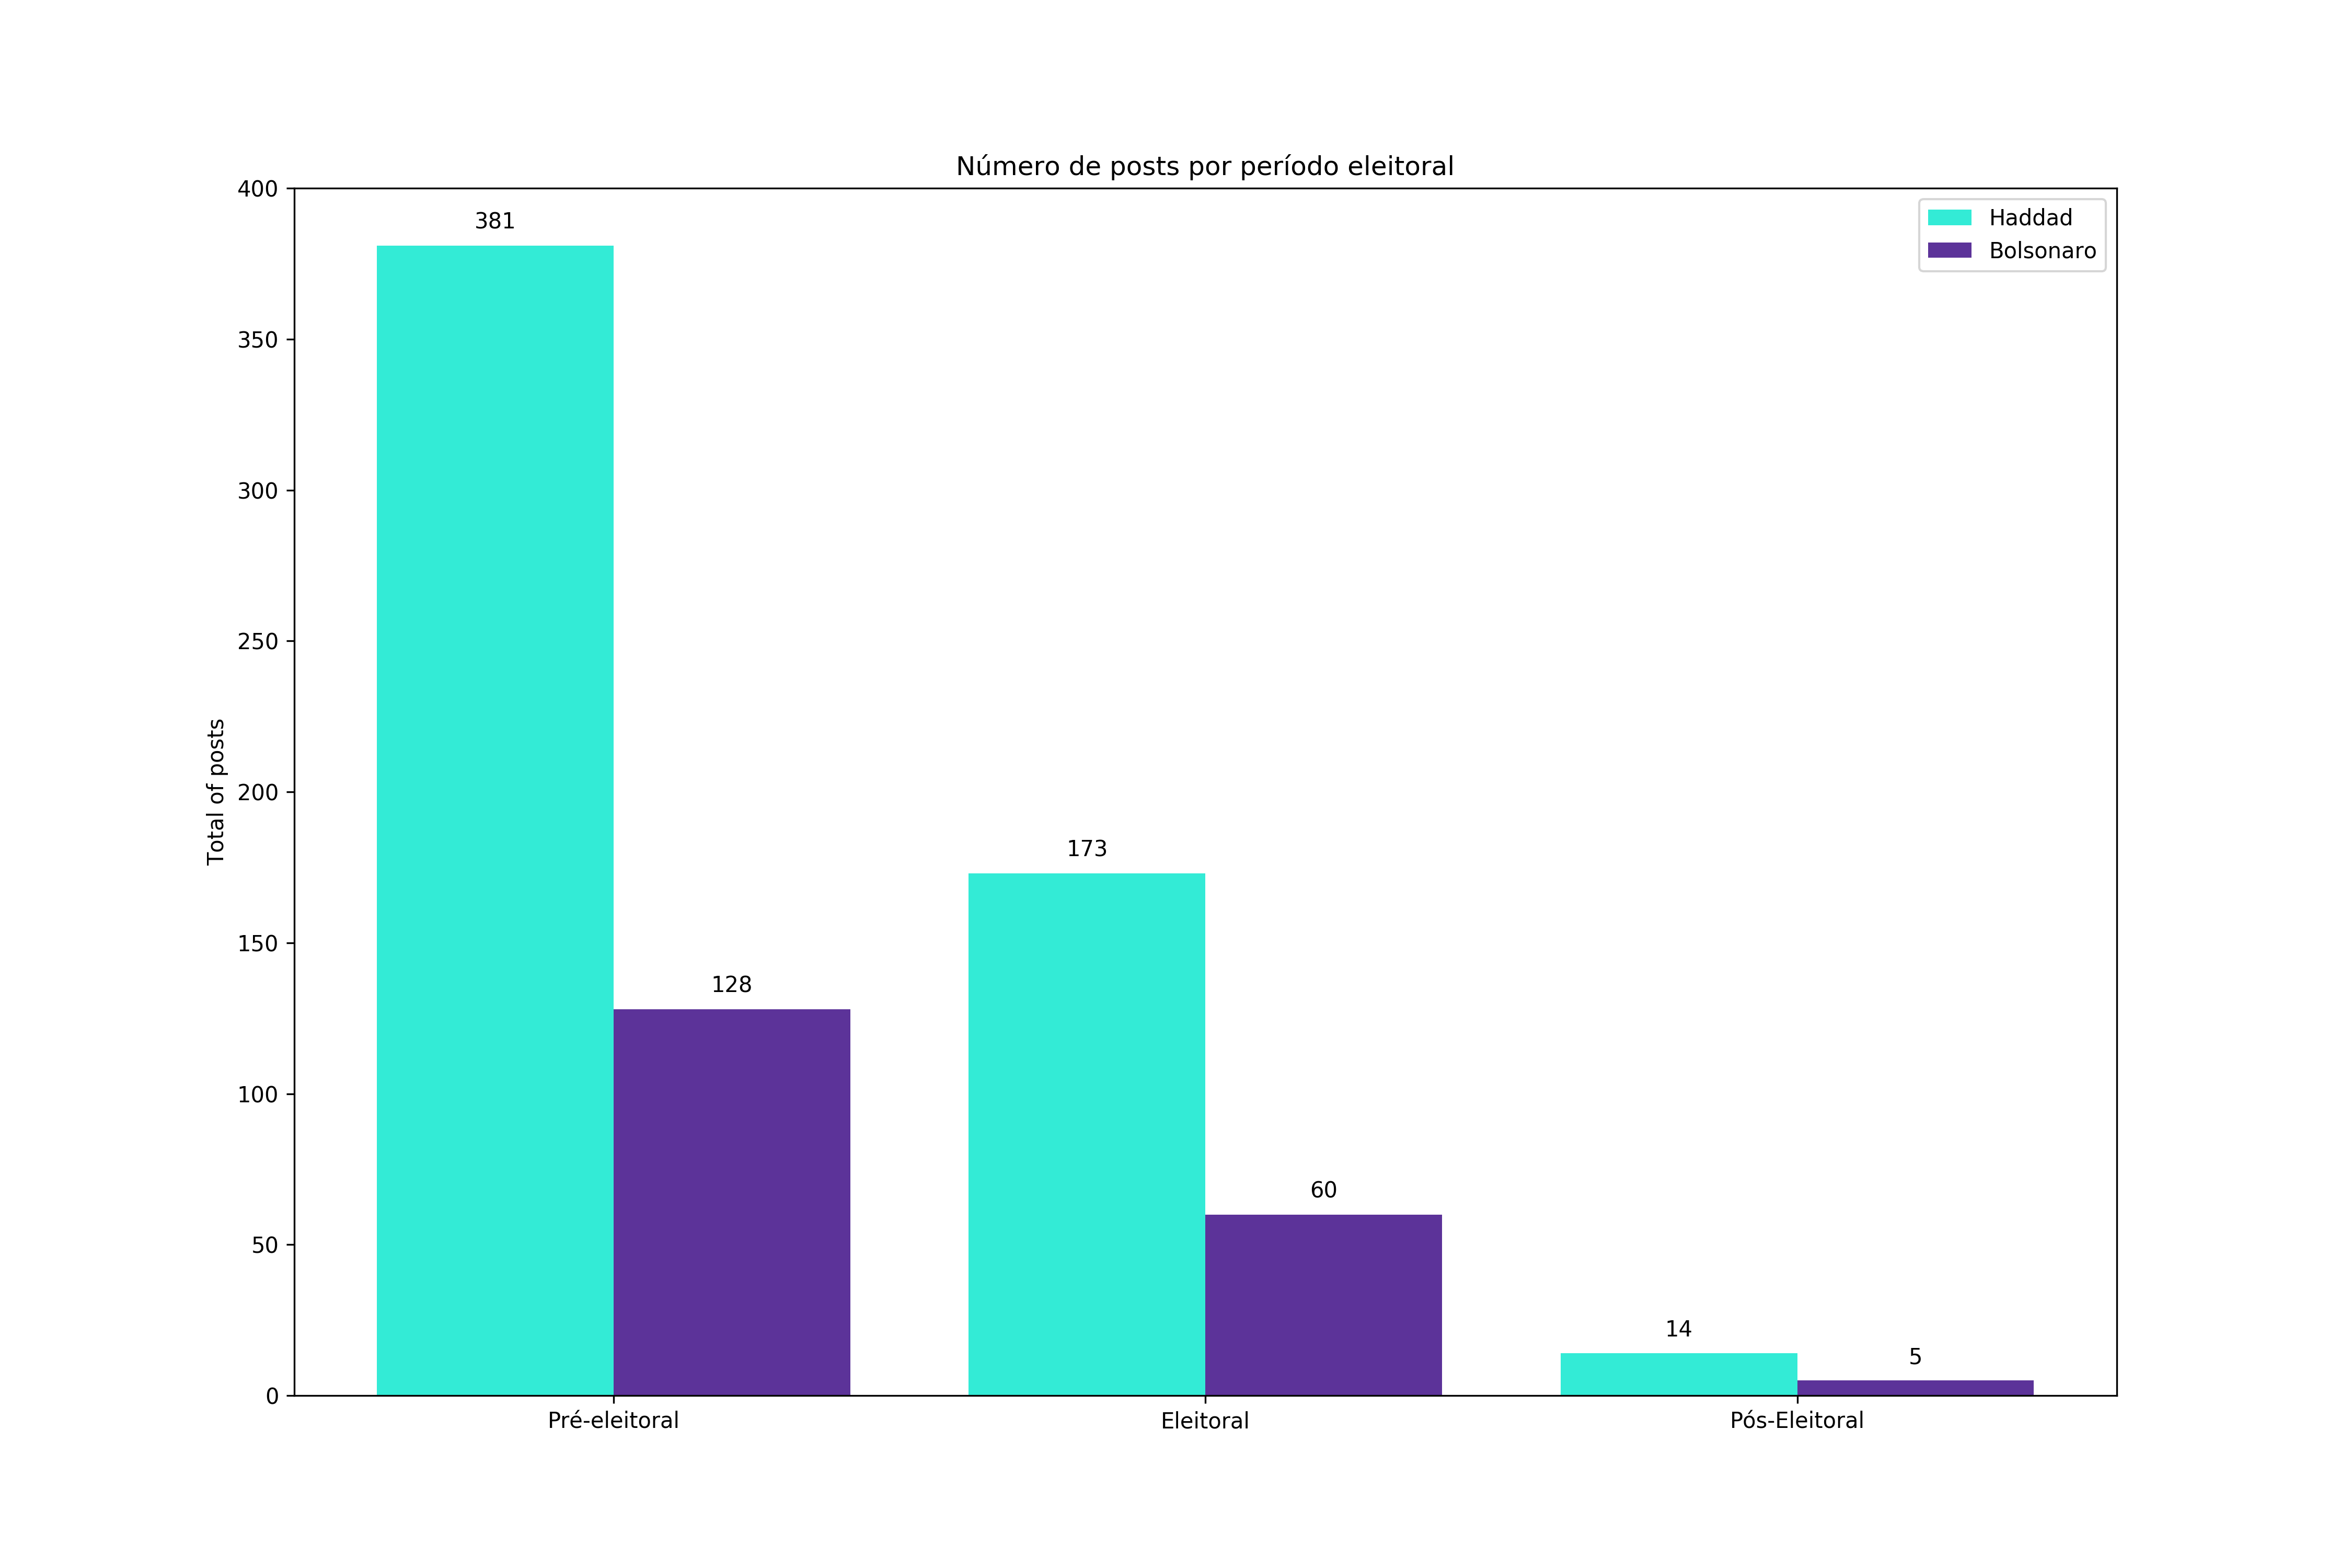 Número de posts por período eleitoral
Haddad
Bolsonaro
Total of posts
400
350
300
250
200
150
100
50
0
381
128
173
60
14
5
Pré-eleitoral
Eleitoral
Pós-Eleitoral